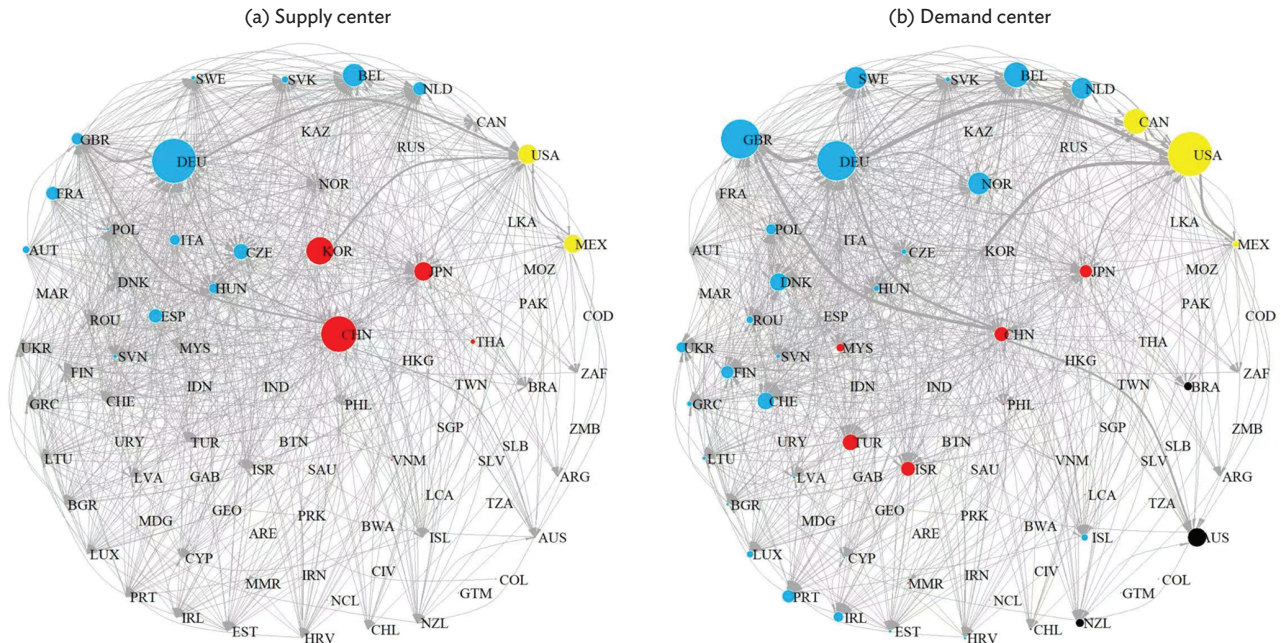 (a) Supply center
SWE SVK BEL NLD
CAN
GBR KAZ RUS
DEU USA
NOR
FRA
LKA
POL ITA
AUT CZE KOR MEX
JPN MOZ
DNK HUN
MAR PAK
ROU ESP COD
CHN
UKR SVN MYS THA
HKG
FIN ZAF
IDN IND TWN BRA
GRC CHE PHL
SGP ZMB
URY TUR BTN SLB
LTU VNM SLV
LVA GAB ISR SAU ARG
LCA
BGR GEO TZA
MDG PRK
ARE BWA ISL AUS
LUX CYP
MMR IRN CIV COL
PRT NCL GTM
IRL
EST HRV CHL NZL
(b) Demand center
SWE SVK BEL NLD
CAN
GBR KAZ RUS
DEU USA
NOR
FRA
LKA
POL ITA
AUT CZE KOR MEX
JPN MOZ
DNK HUN
MAR PAK
ROU ESP COD
CHN
UKR SVN MYS THA
HKG
FIN ZAF
IDN IND TWN BRA
GRC CHE PHL
SGP ZMB
URY TUR BTN SLB
LTU VNM SLV
LVA GAB ISR SAU ARG
LCA
BGR GEO TZA
MDG PRK
ARE BWA ISL AUS
LUX CYP
MMR IRN CIV COL
PRT NCL GTM
IRL
EST HRV CHL NZL